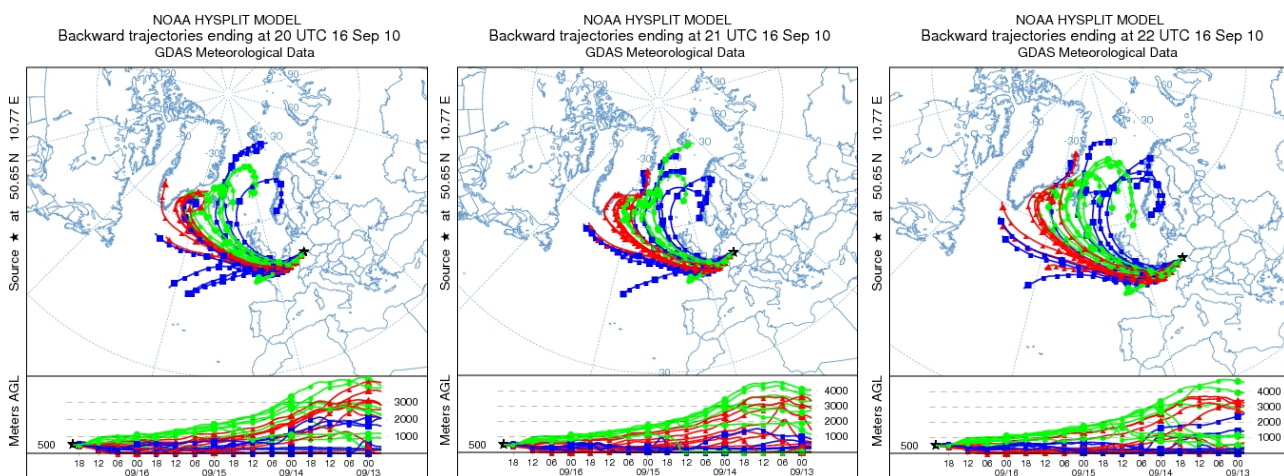 NOAA HYSPLIT MODEL
Backward trajectories ending at 20 UTC 16 Sep 10
GDAS Meteorological Data
Source ★ at 50.65 N 10.77 E
Meters AGL
500
3000
2000
1000
18 12 06 00 18 12 06 00 18 12 06 00 18 12 06 00
09/16 09/15 09/14 09/13
NOAA HYSPLIT MODEL
Backward trajectories ending at 21 UTC 16 Sep 10
GDAS Meteorological Data
Source ★ at 50.65 N 10.77 E
Meters AGL
500
4000
3000
2000
1000
18 12 06 00 18 12 06 00 18 12 06 00 18 12 06 00
09/16 09/15 09/14 09/13
NOAA HYSPLIT MODEL
Backward trajectories ending at 22 UTC 16 Sep 10
GDAS Meteorological Data
Source ★ at 50.65 N 10.77 E
Meters AGL
500
4000
3000
2000
1000
18 12 06 00 18 12 06 00 18 12 06 00 18 12 06 00
09/16 09/15 09/14 09/13